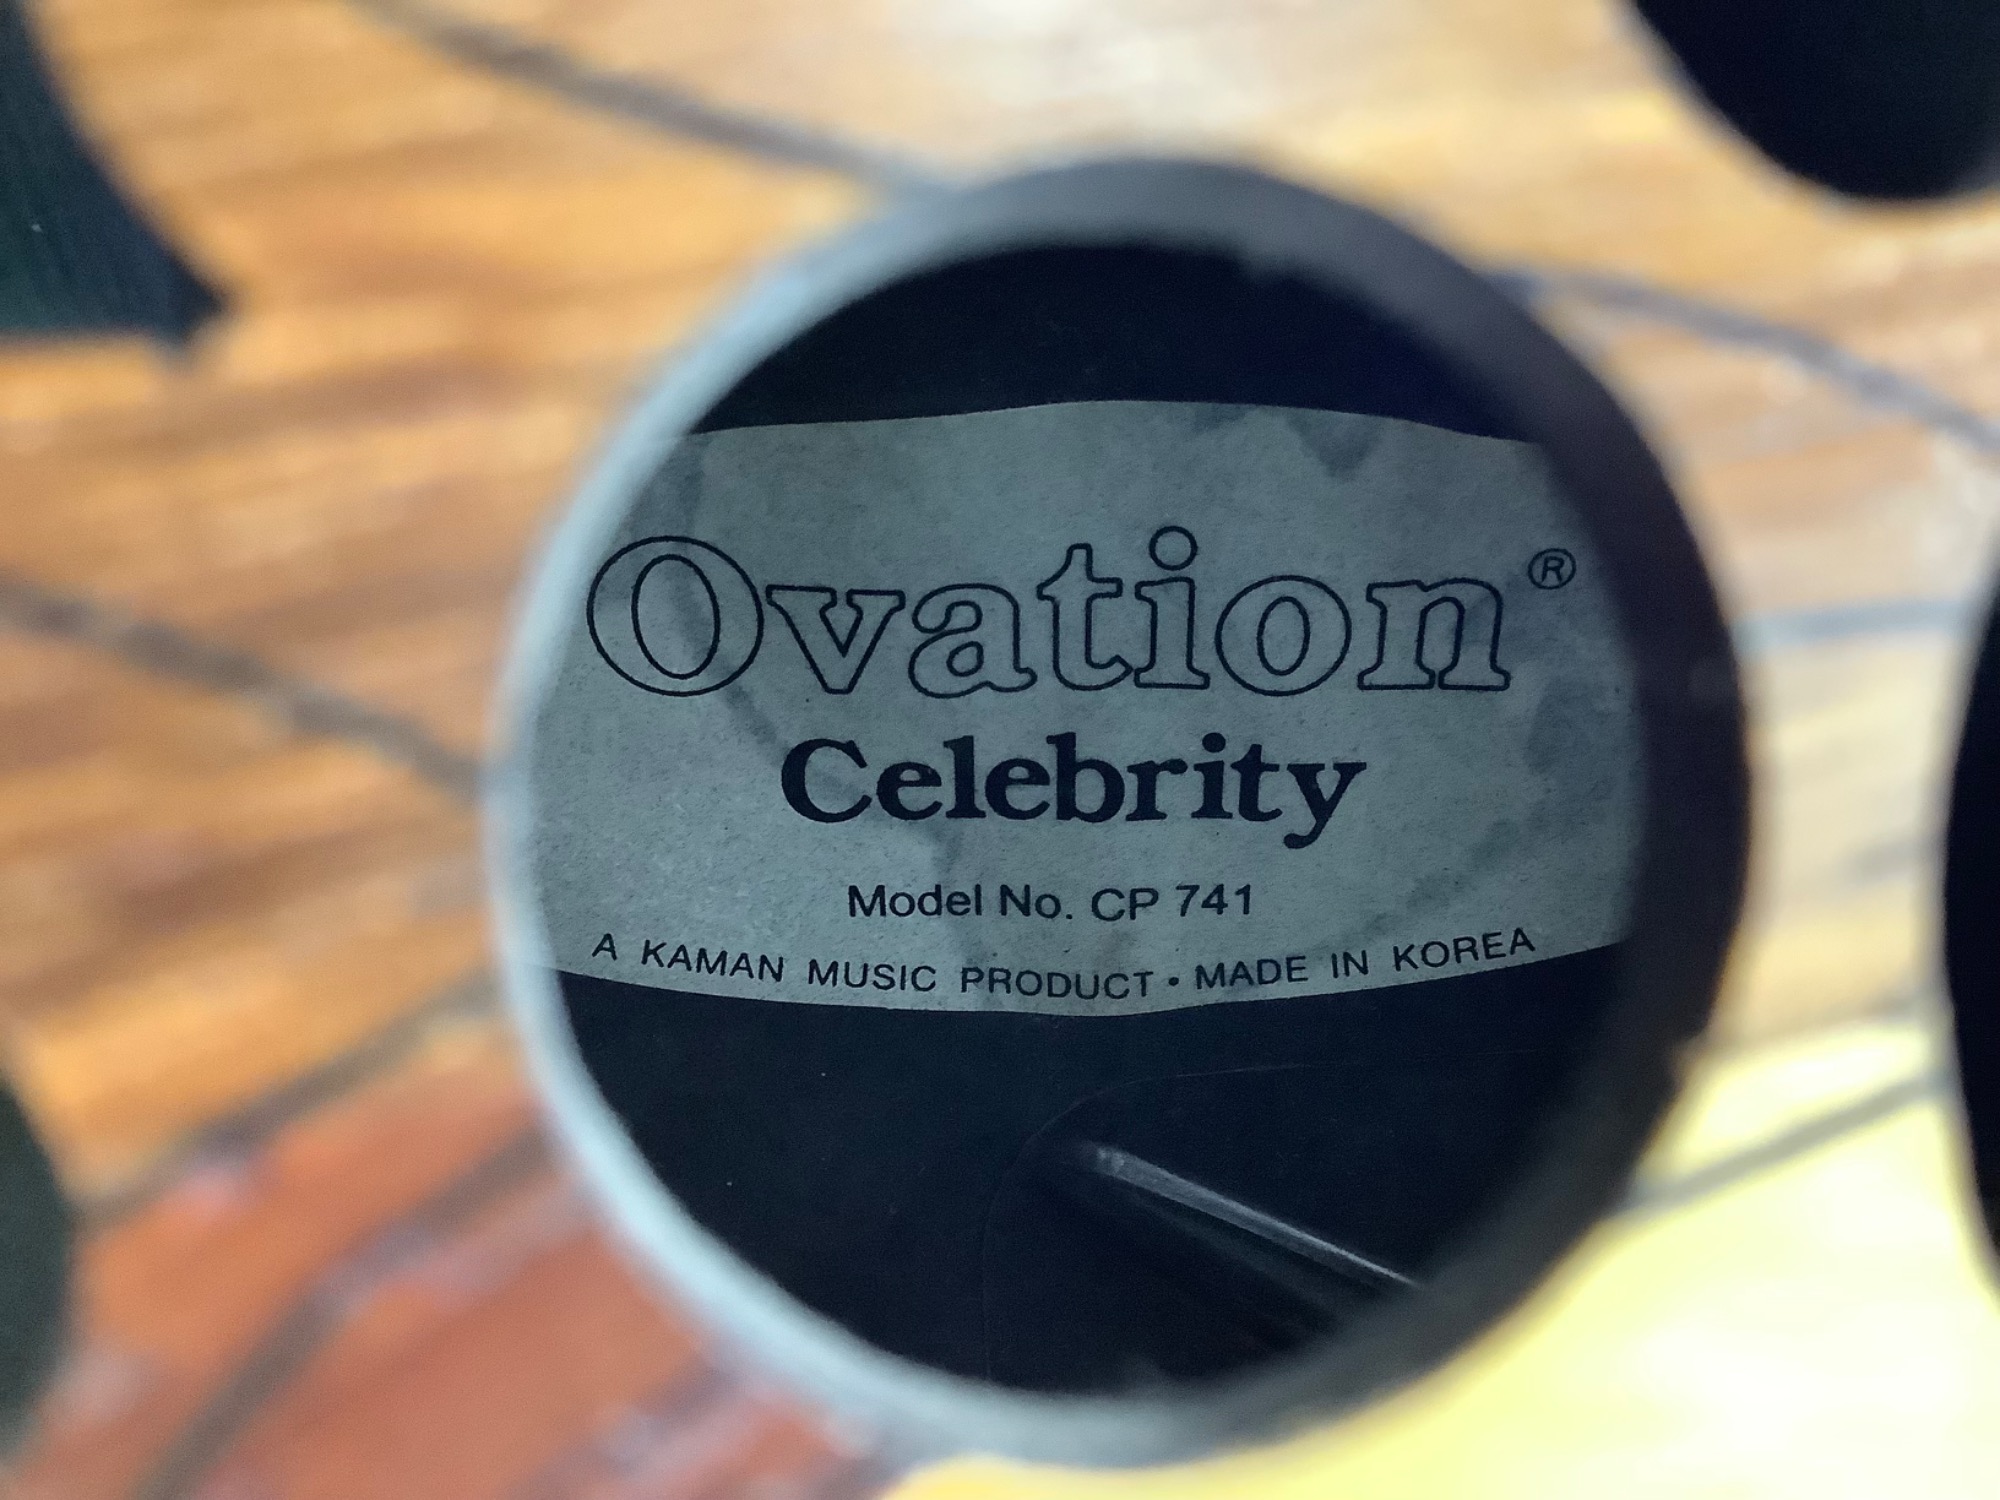 Ovation®
Celebrity
Model No. CP 741
A KAMAN MUSIC PRODUCT • MADE IN KOREA